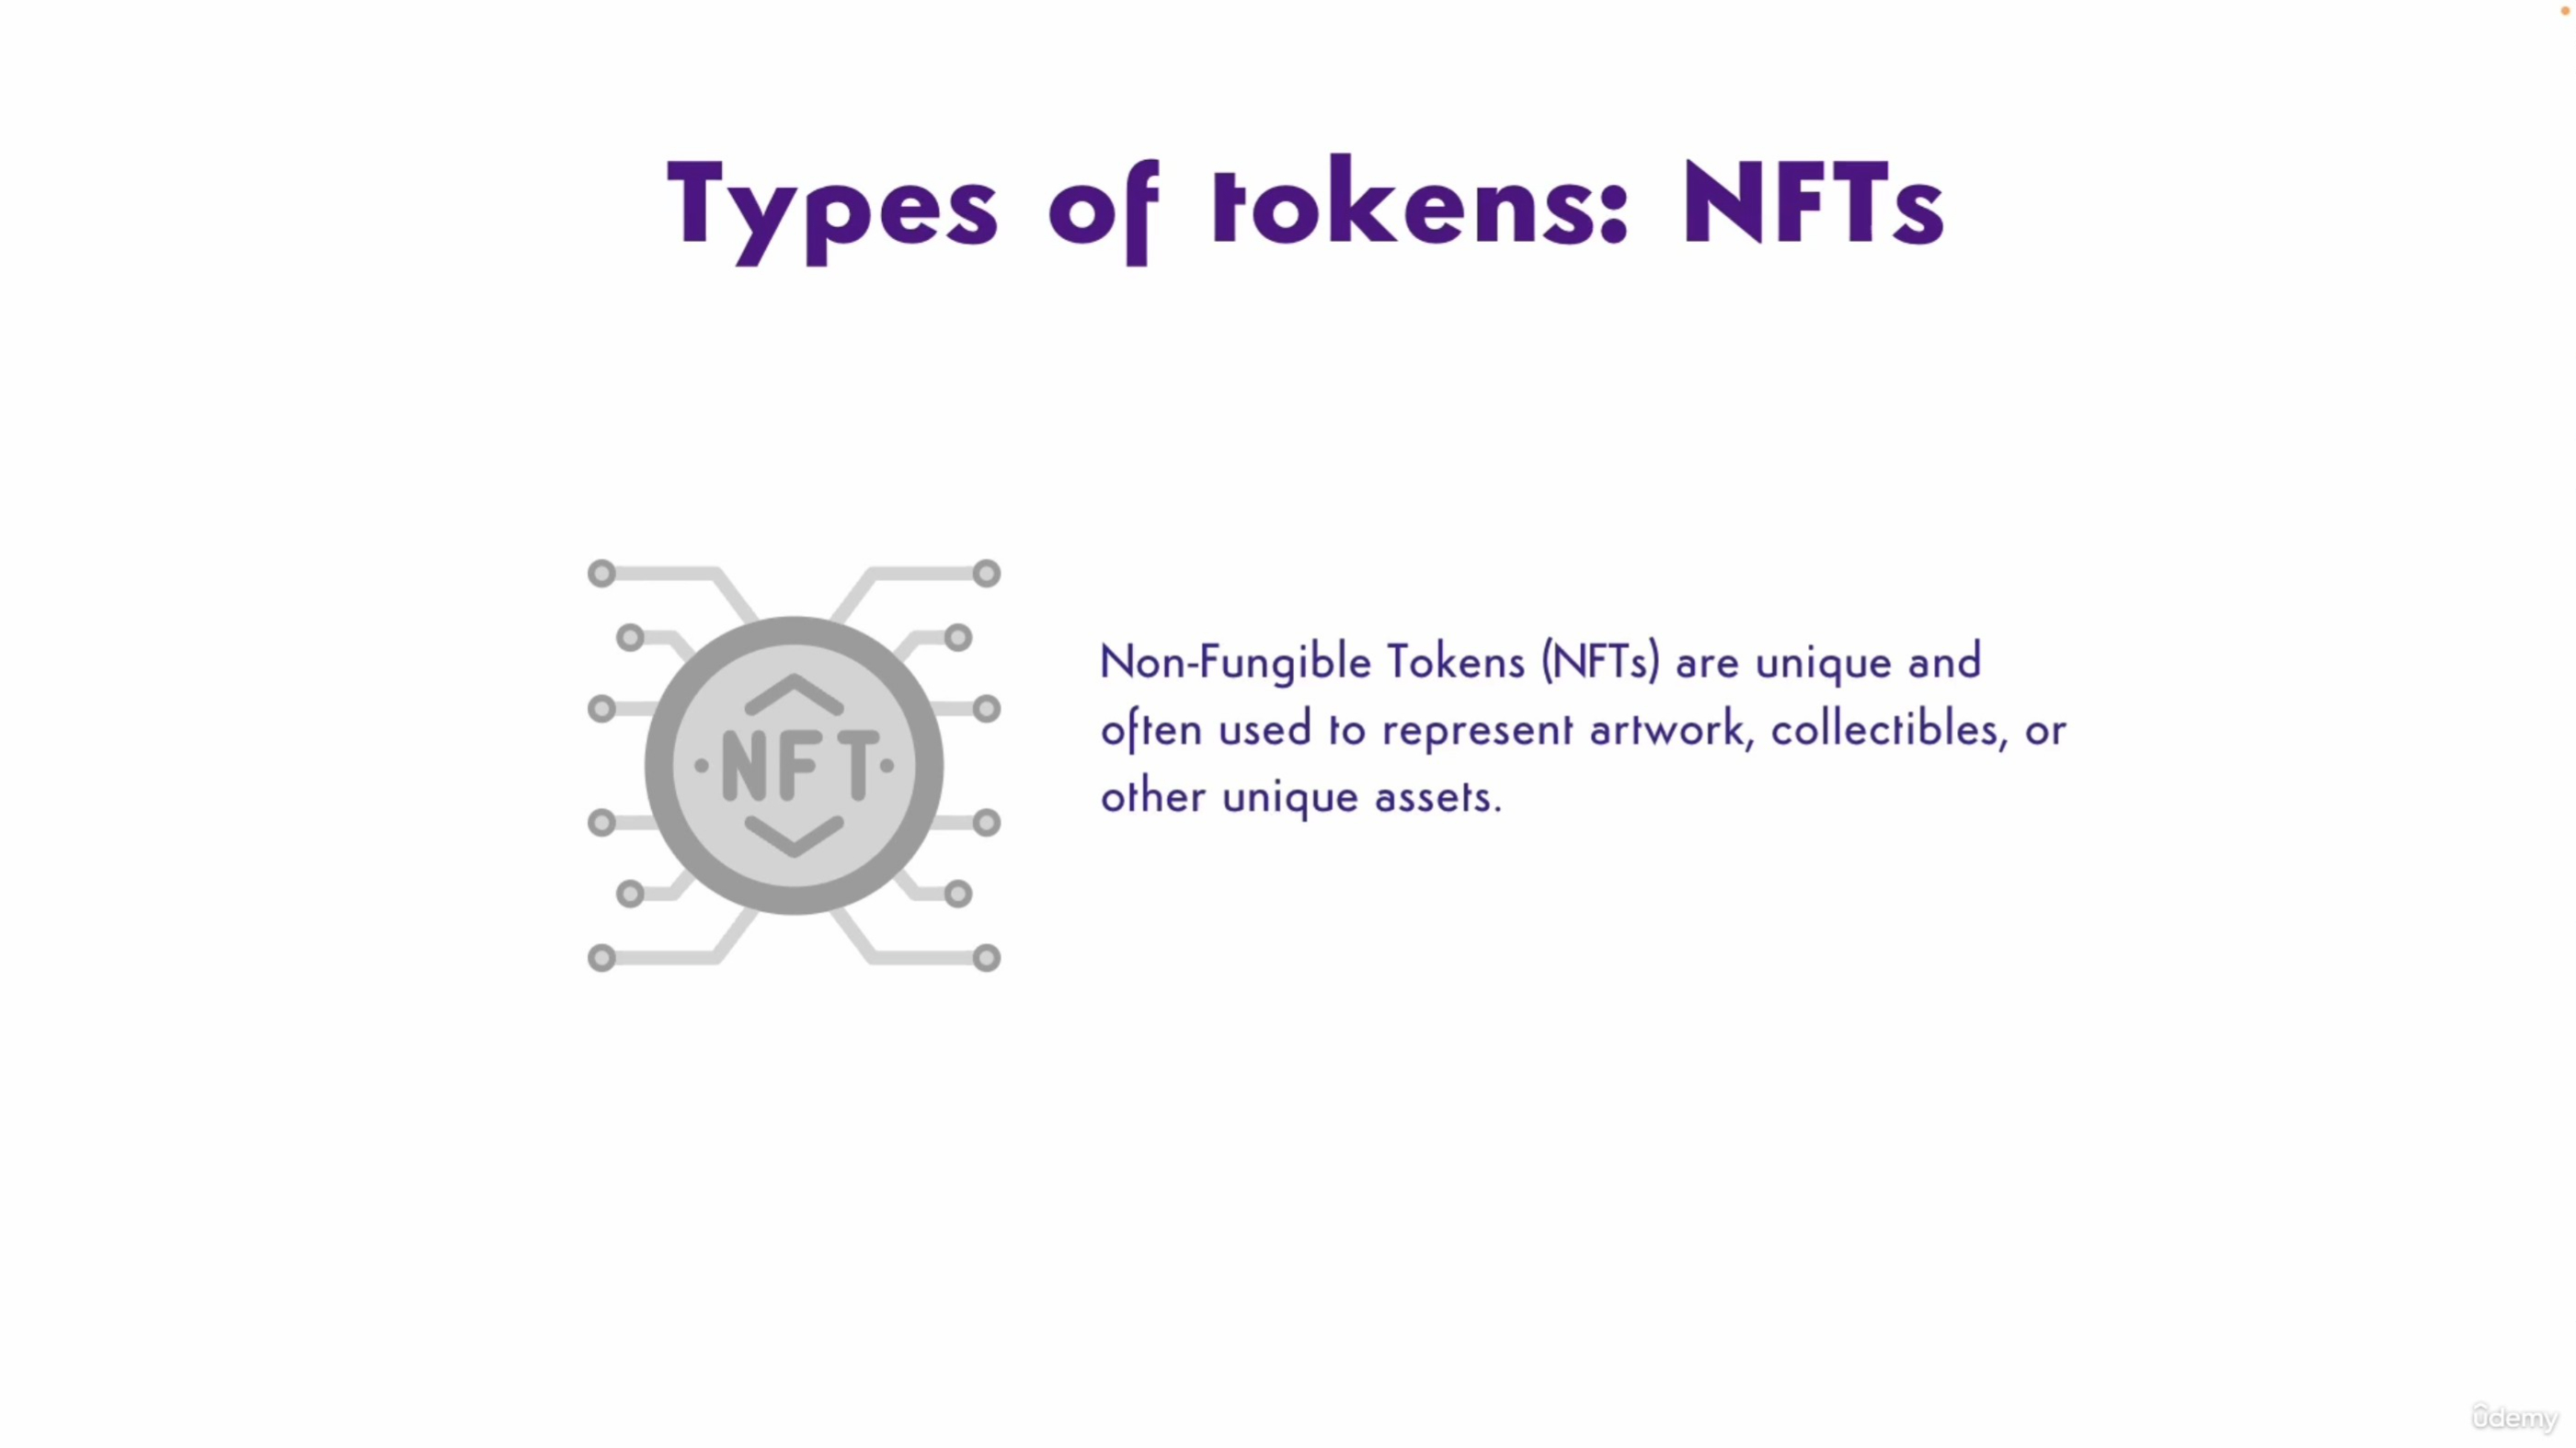 Types of tokens: NFTs
NFT
Non-Fungible Tokens (NFTs) are unique and
often used to represent artwork, collectibles, or
other unique assets.
ûdemy